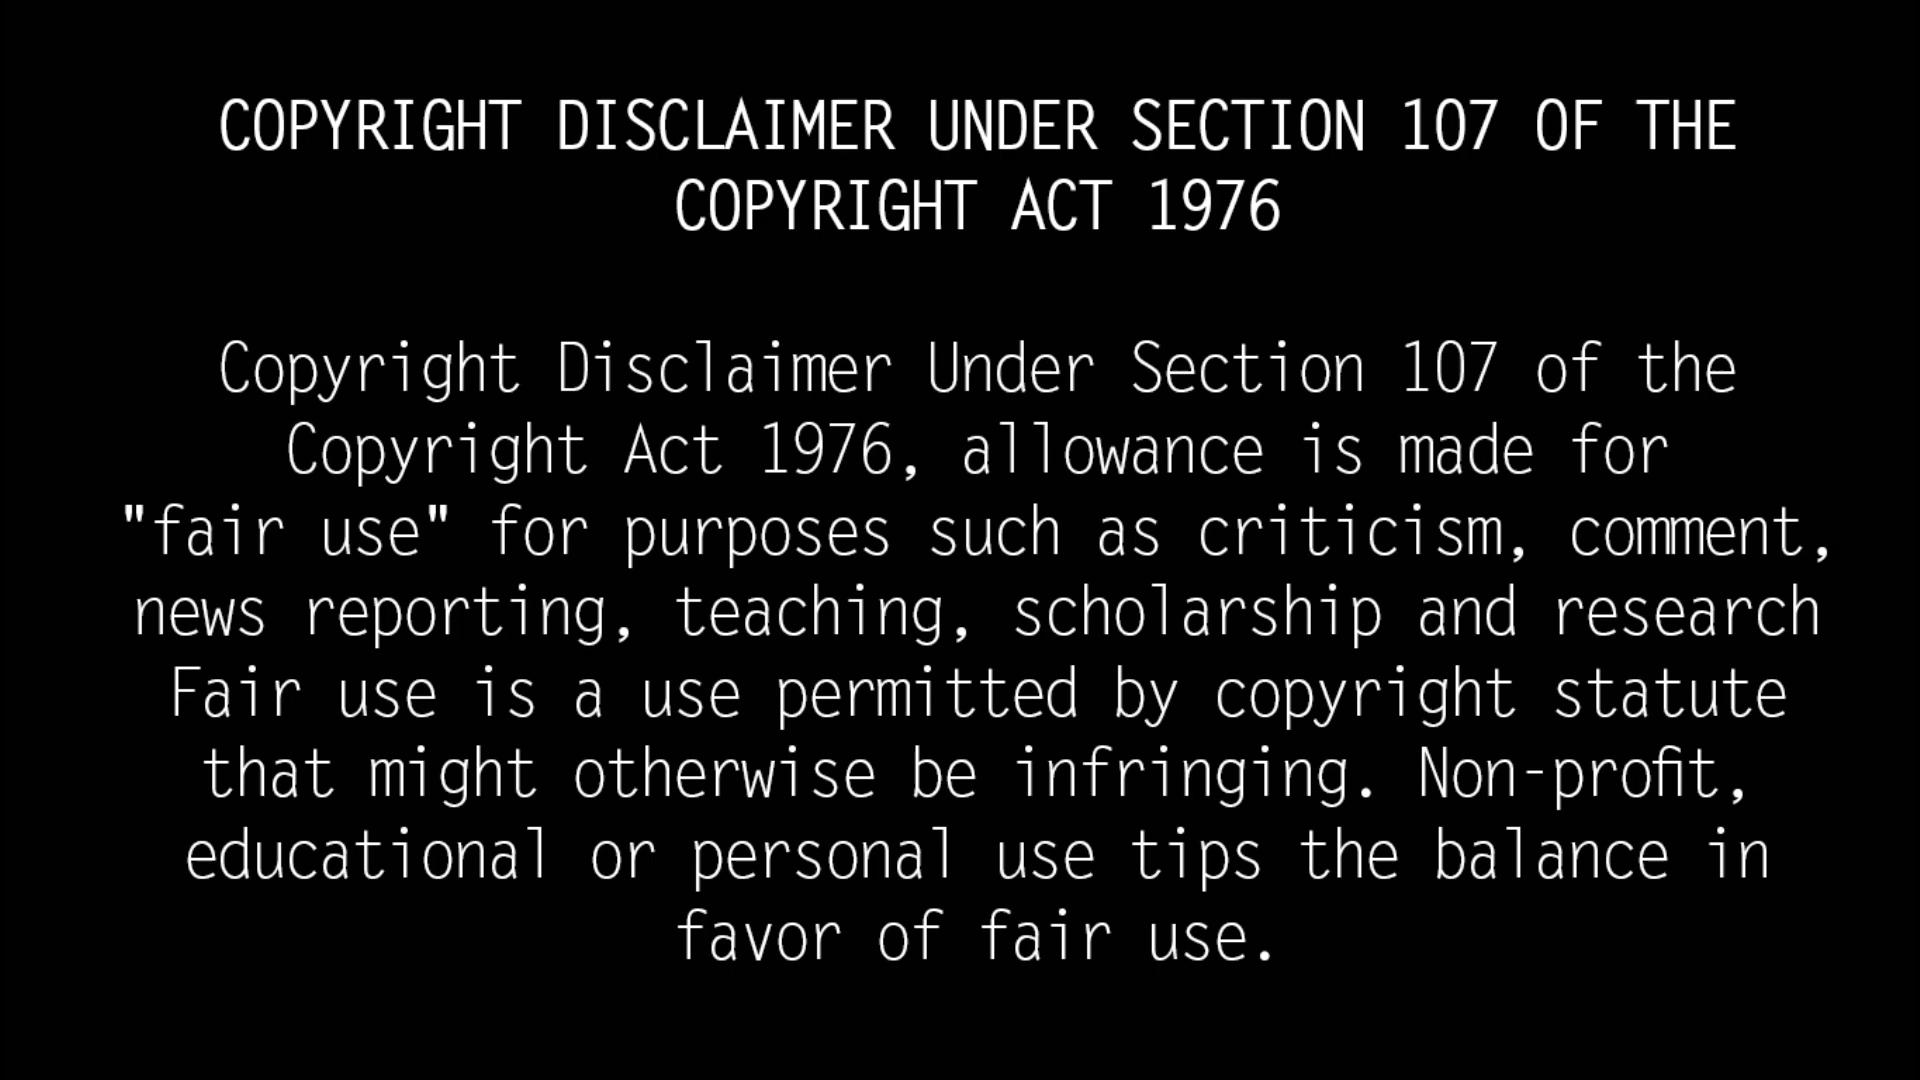 COPYRIGHT DISCLAIMER UNDER SECTION 107 OF THE
COPYRIGHT ACT 1976
Copyright Disclaimer Under Section 107 of the
Copyright Act 1976, allowance is made for
"fair use" for purposes such as criticism, comment,
news reporting, teaching, scholarship and research
Fair use is a use permitted by copyright statute
that might otherwise be infringing. Non-profit,
educational or personal use tips the balance in
favor of fair use.